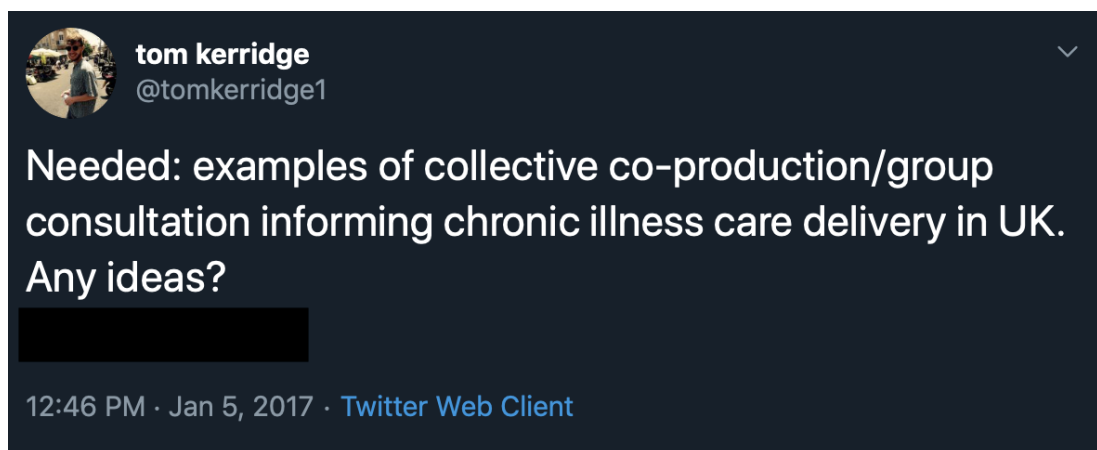 tom kerridge
@tomkerridge1
Needed: examples of collective co-production/group
consultation informing chronic illness care delivery in UK.
Any ideas?
12:46 PM · Jan 5, 2017 · Twitter Web Client